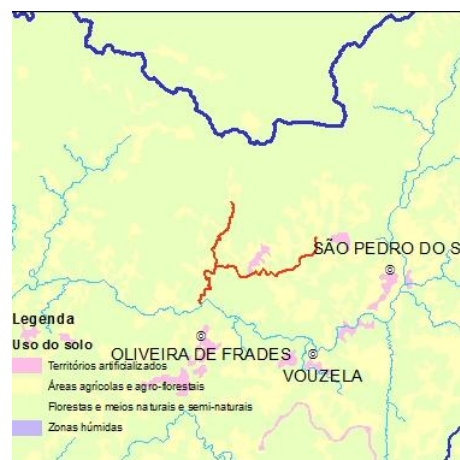 SÃO PEDRO DO S
Legenda
Uso do solo
OLIVEIRA DE FRADES
VOUZELA
Territórios artificializados
Áreas agrícolas e agro-florestais
Florestas e meios naturais e semi-naturais
Zonas húmidas